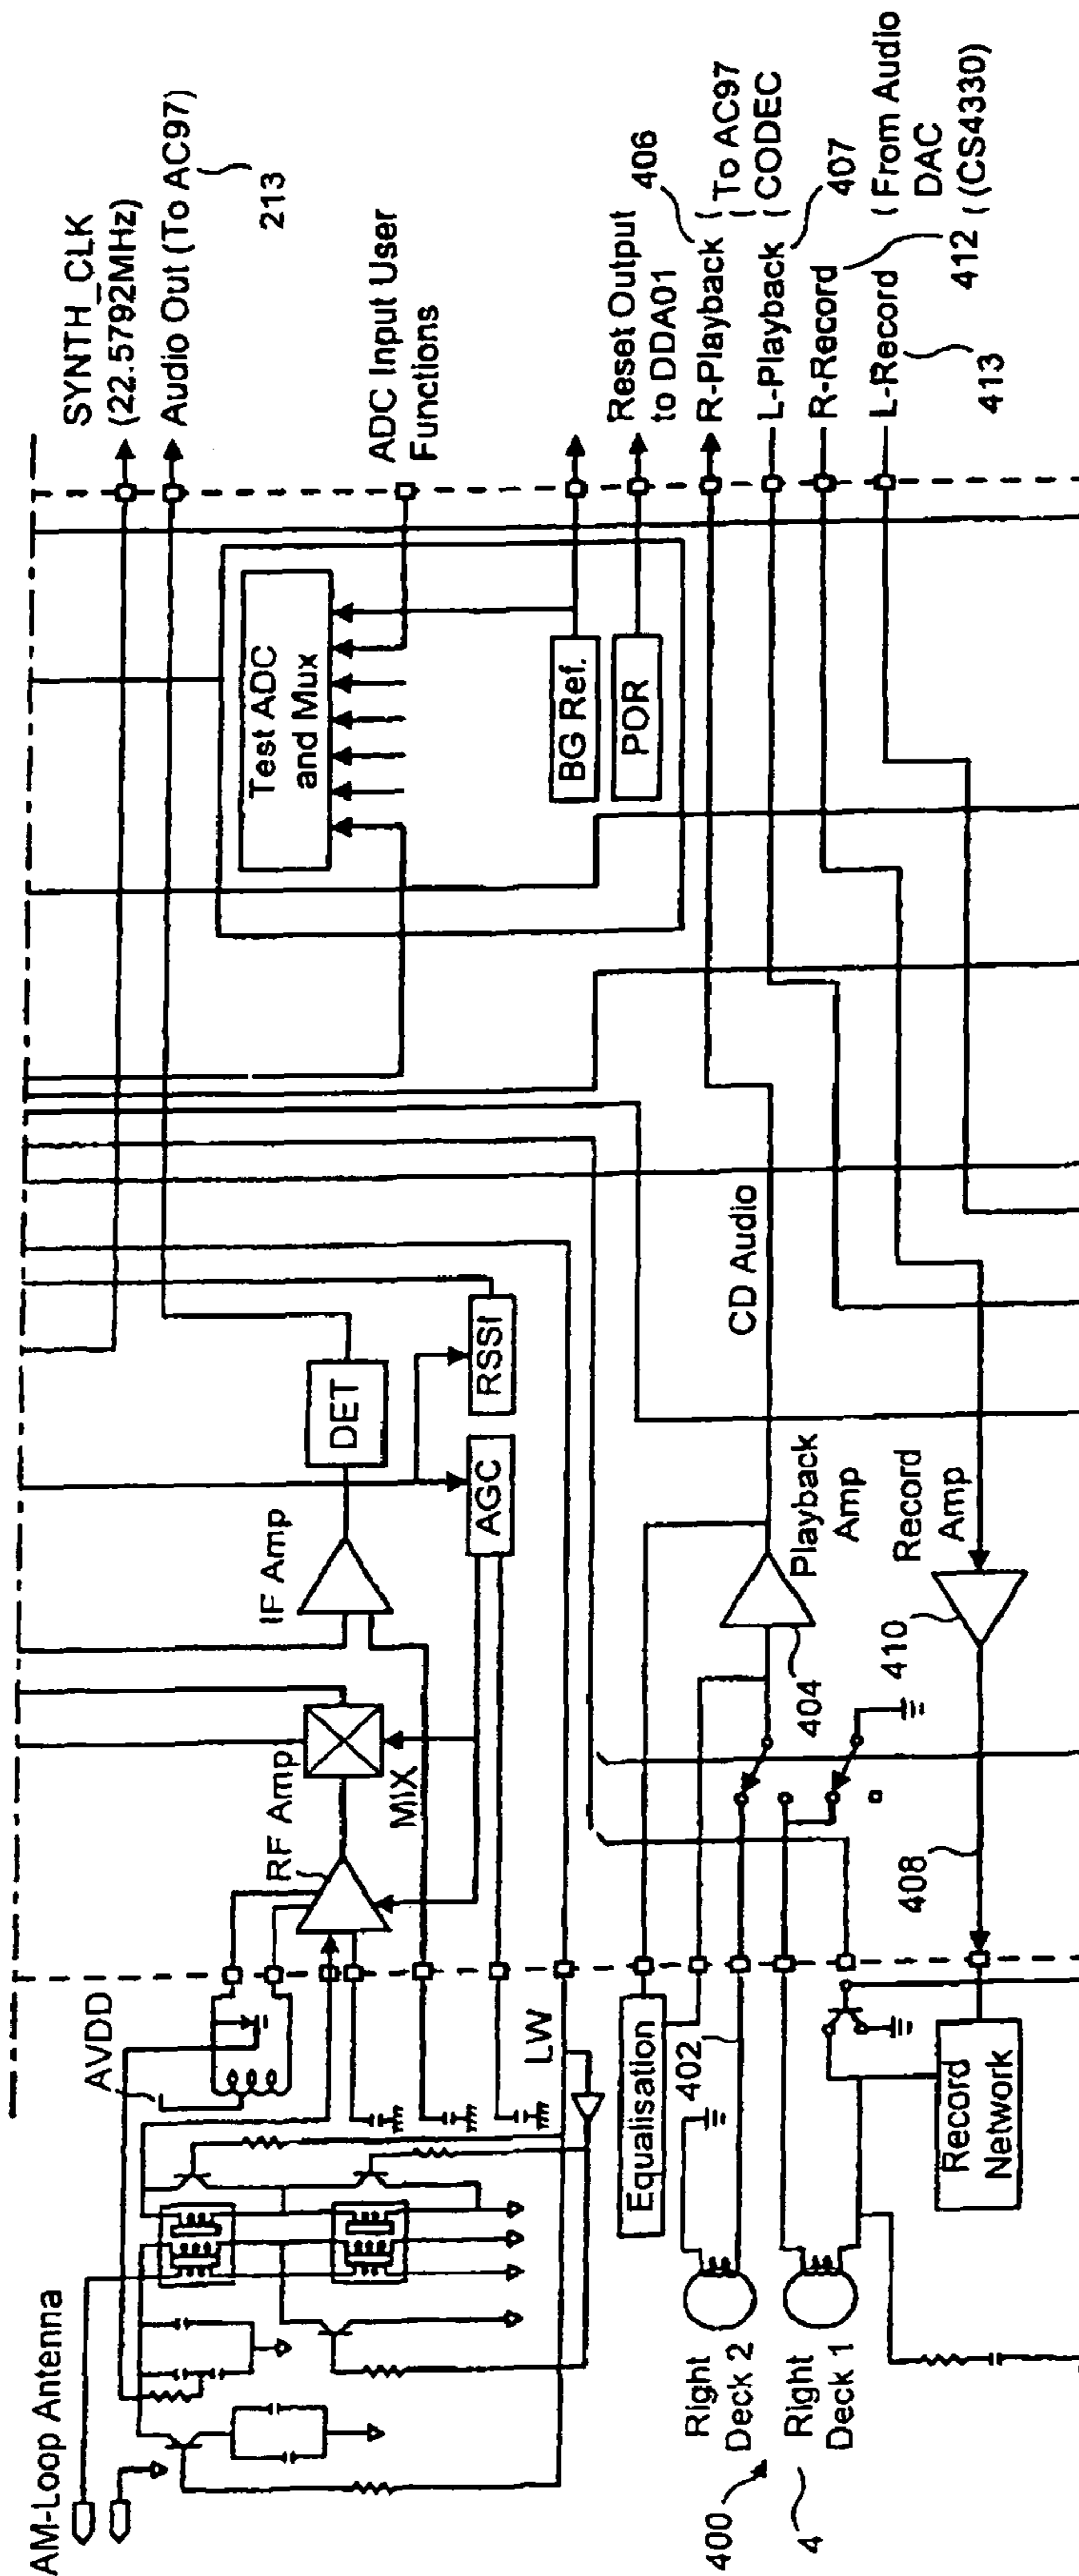 AM-Loop Antenna
AVDD
RF Amp
MIX
IF Amp
DET
AGC
RSSI
LW
SYNTH_CLK
(22.5792MHz)
Audio Out (To AC97)
213
Test ADC
and Mux
ADC Input User
Functions
BG Ref.
POR
Reset Output
to DDA01
406
R-Playback
L-Playback
(To AC97
(
(CODEC
407
R-Record
L-Record
(From Audio
DAC
((CS4330)
412
413
Equalisation
402
Right
Deck 2
Right
Deck 1
400
4
404
Playback
Amp
CD Audio
Record
Amp
410
408
Record
Network